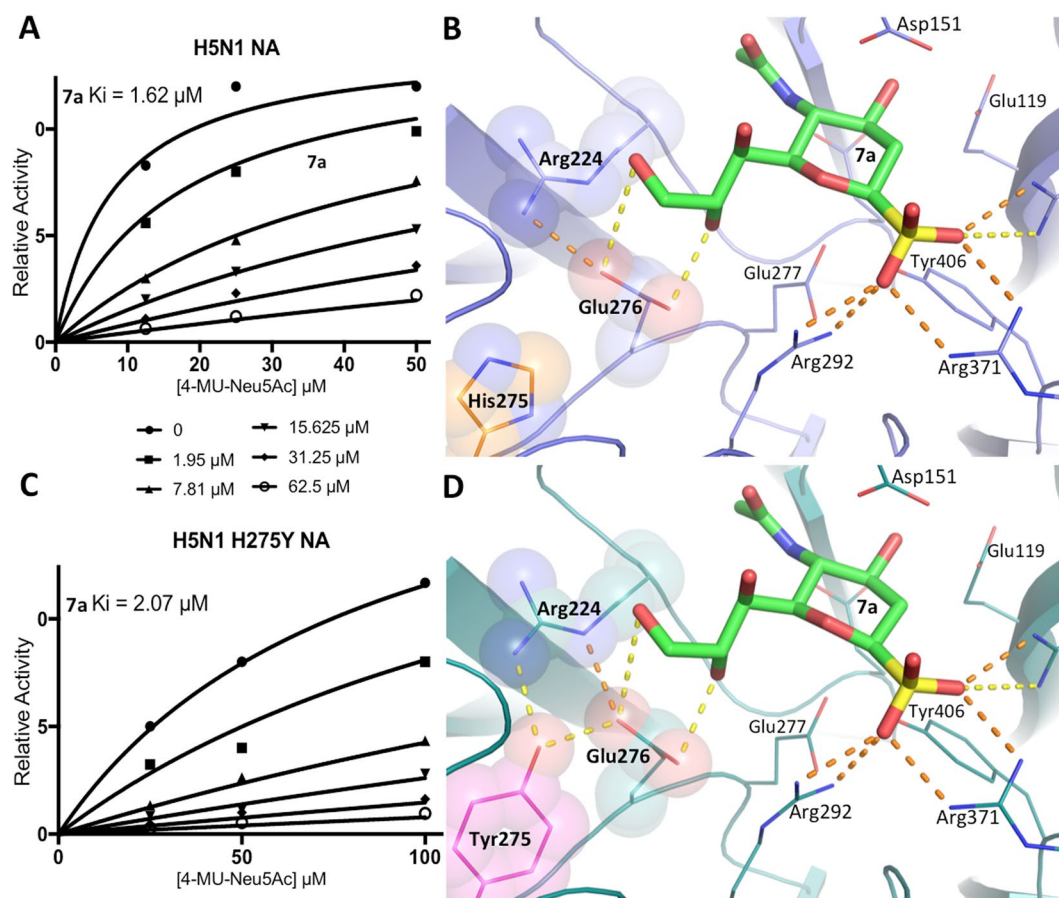 A
H5N1 NA
7a Ki = 1.62 µM
7a
0
5
0
Relative Activity
0 10 20 30 40 50
[4-MU-Neu5Ac] µM
0
1.95 µM
7.81 µM
15.625 µM
31.25 µM
62.5 µM
B
Asp151
Glu119
Arg224
7a
Glu277
Tyr406
Glu276
Arg292
Arg371
His275
C
H5N1 H275Y NA
7a Ki = 2.07 µM
0
5
0
Relative Activity
0 50 100
[4-MU-Neu5Ac] µM
D
Asp151
Glu119
Arg224
7a
Glu277
Tyr406
Glu276
Arg292
Arg371
Tyr275